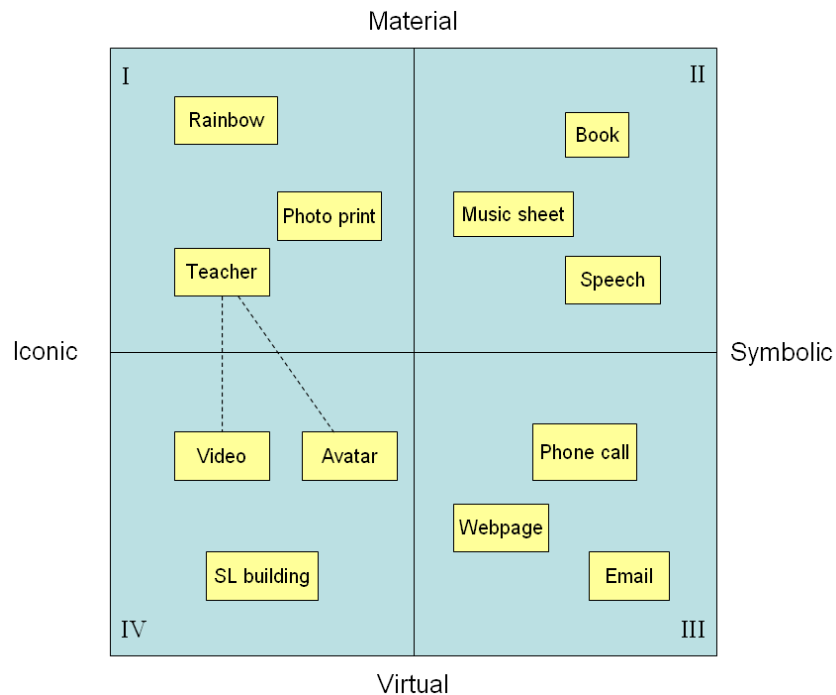 Material
I
II
Rainbow
Book
Photo print
Music sheet
Teacher
Speech
Iconic
Symbolic
Video
Avatar
Phone call
Webpage
SL building
Email
IV
III
Virtual